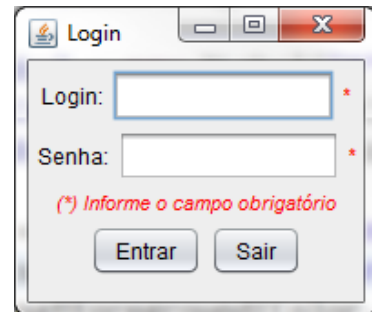 Login
Login: *
Senha: *
(*) Informe o campo obrigatório
Entrar Sair